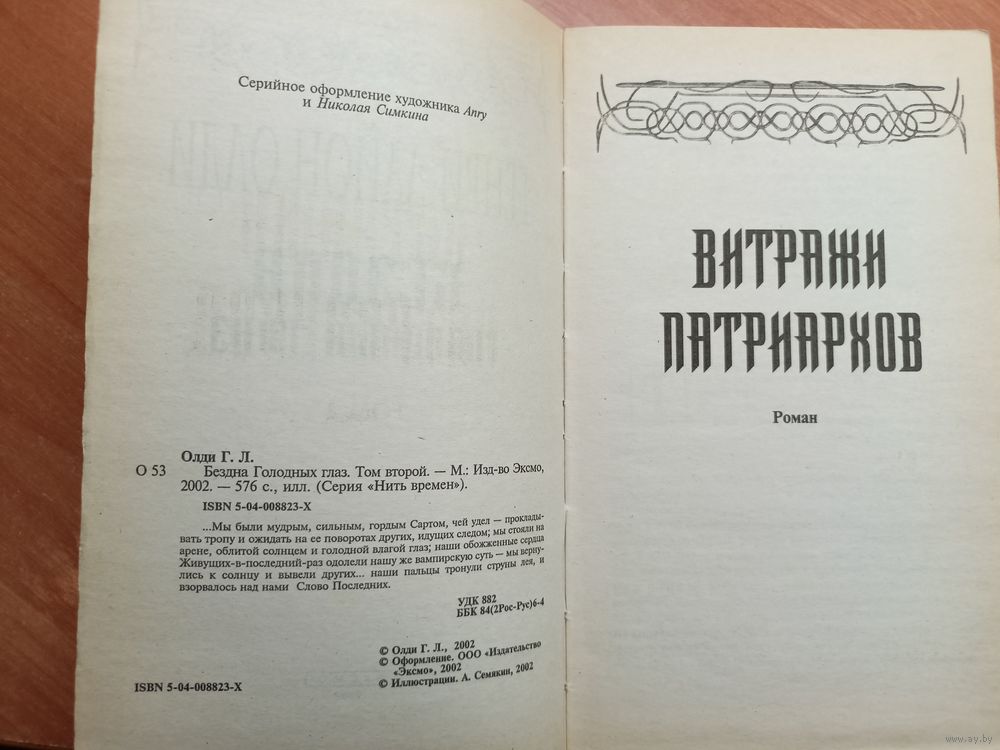 Серийное оформление художника Anry
и Николая Симкина
Олди Г. Л.
О 53 Бездна Голодных глаз. Том второй. — М.: Изд-во Эксмо,
2002. — 576 с., илл. (Серия «Нить времен»).
ISBN 5-04-008823-X
...Мы были мудрым, сильным, гордым Сартом, чей удел — проклады-
вать тропу и ожидать на ее поворотах других, идущих следом; мы стояли на
арене, облитой солнцем и голодной влагой глаз; наши обожженные сердца
Живущих-в-последний-раз одолели нашу же вампирскую суть — мы верну-
лись к солнцу и вывели других... наши пальцы тронули струны лея, и
взорвалось над нами Слово Последних.
УДК 882
ББК 84(2Рос-Рус)6-4
© Олди Г. Л., 2002
© Оформление. ООО «Издательство
«Эксмо», 2002
© Иллюстрации. А. Семякин, 2002
ISBN 5-04-008823-X
ВИТРАЖИ
ПАТРИАРХОВ
Роман
www.ay.by